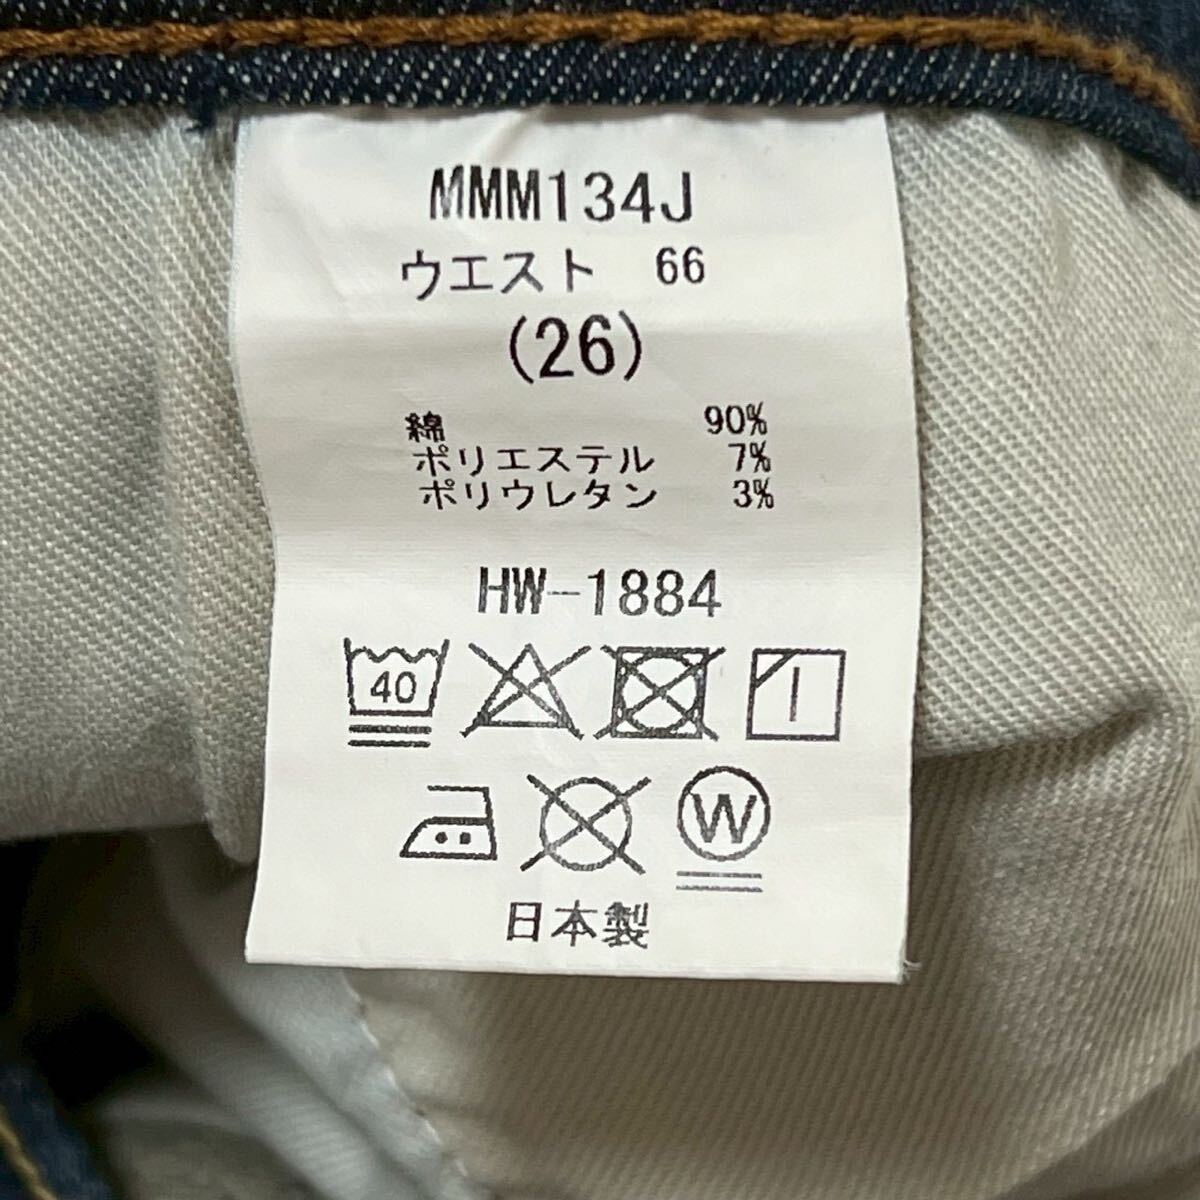 MMM134J
ウエスト 66
(26)
綿 90%
ポリエステル 7%
ポリウレタン 3%
HW-1884
40
W
日本製